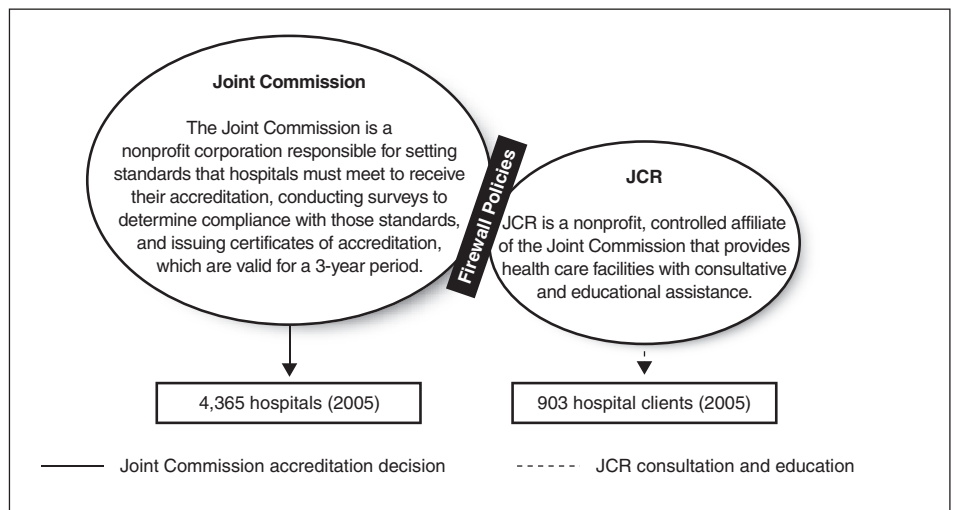 Joint Commission
The Joint Commission is a
nonprofit corporation responsible for setting
standards that hospitals must meet to receive
their accreditation, conducting surveys to
determine compliance with those standards,
and issuing certificates of accreditation,
which are valid for a 3-year period.
Firewall Policies
JCR
JCR is a nonprofit, controlled affiliate
of the Joint Commission that provides
health care facilities with consultative
and educational assistance.
4,365 hospitals (2005)
903 hospital clients (2005)
Joint Commission accreditation decision
JCR consultation and education